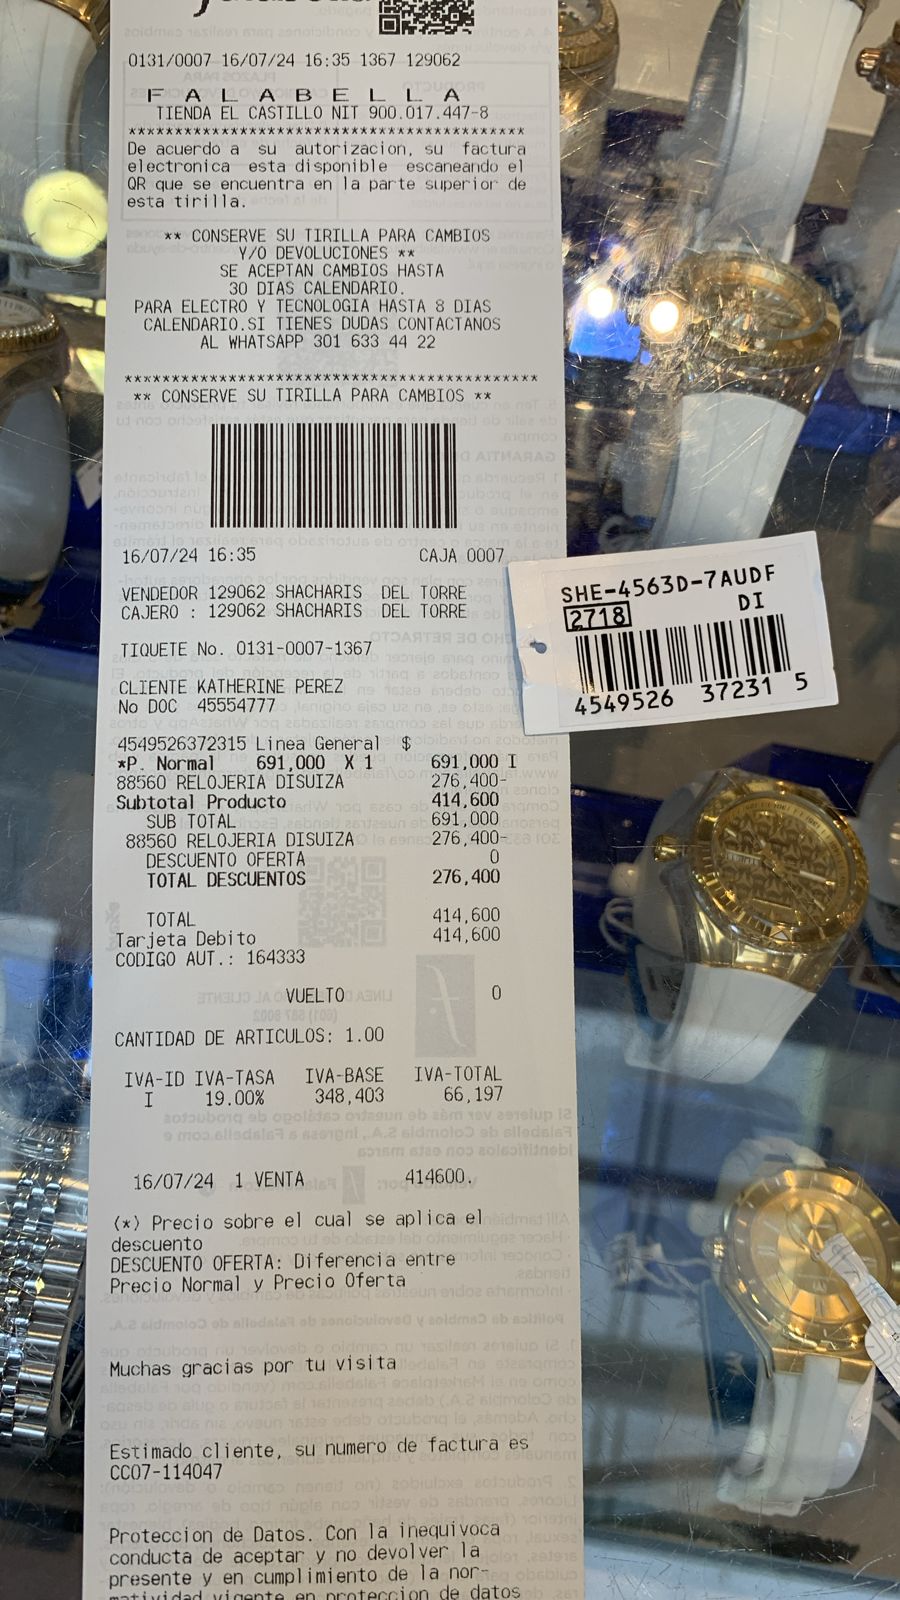 0131/0007 16/07/24 16:35 1367 129062
F A L A B E L L A
TIENDA EL CASTILLO NIT 900.017.447-8
********************************************
De acuerdo a su autorizacion, su factura
electronica esta disponible escaneando el
QR que se encuentra en la parte superior de
esta tirilla.
** CONSERVE SU TIRILLA PARA CAMBIOS
Y/O DEVOLUCIONES **
SE ACEPTAN CAMBIOS HASTA
30 DIAS CALENDARIO.
PARA ELECTRO Y TECNOLOGIA HASTA 8 DIAS
CALENDARIO.SI TIENES DUDAS CONTACTANOS
AL WHATSAPP 301 633 44 22
********************************************
** CONSERVE SU TIRILLA PARA CAMBIOS **
16/07/24 16:35 CAJA 0007
VENDEDOR 129062 SHACHARIS DEL TORRE
CAJERO : 129062 SHACHARIS DEL TORRE
TIQUETE No. 0131-0007-1367
CLIENTE KATHERINE PEREZ
No DOC 45554777
4549526372315 Linea General $
*P. Normal 691,000 X 1 691,000 I
88560 RELOJERIA DISUIZA 276,400-
Subtotal Producto 414,600
SUB TOTAL 691,000
88560 RELOJERIA DISUIZA 276,400-
DESCUENTO OFERTA 0
TOTAL DESCUENTOS 276,400
TOTAL 414,600
Tarjeta Debito 414,600
CODIGO AUT.: 164333
VUELTO 0
CANTIDAD DE ARTICULOS: 1.00
IVA-ID IVA-TASA IVA-BASE IVA-TOTAL
I 19.00% 348,403 66,197
16/07/24 1 VENTA 414600.
(*) Precio sobre el cual se aplica el
descuento
DESCUENTO OFERTA: Diferencia entre
Precio Normal y Precio Oferta
Muchas gracias por tu visita
Estimado cliente, su numero de factura es
CC07-114047
Proteccion de Datos. Con la inequivoca
conducta de aceptar y no devolver la
presente y en cumplimiento de la nor-
matividad vigente en proteccion de datos
SHE-4563D-7AUDF
2718 DI
4549526 37231 5